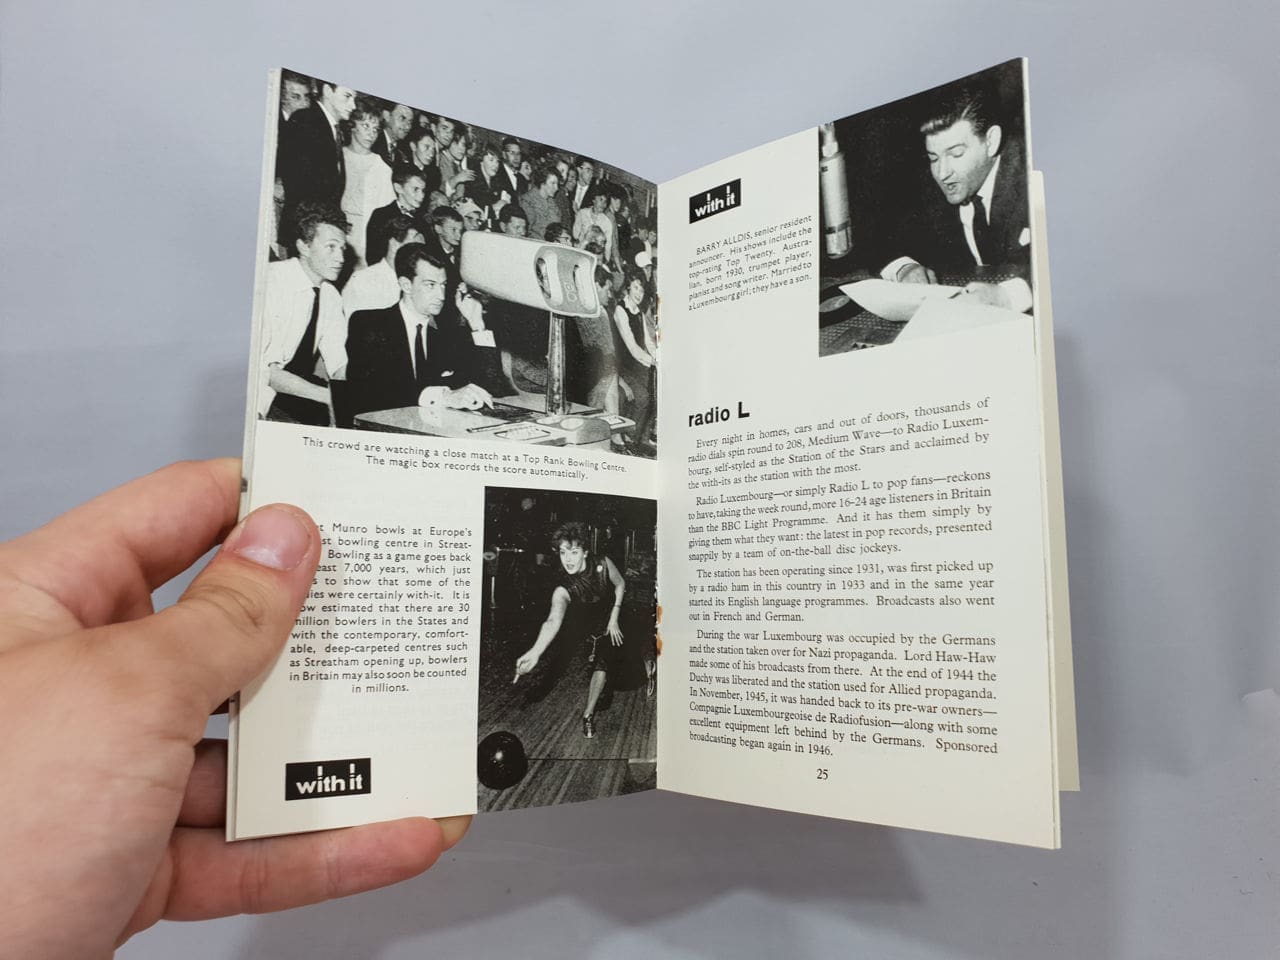 This crowd are watching a close match at a Top Rank Bowling Centre.
The magic box records the score automatically.
Munro bowls at Europe's
bowling centre in Streat-
Bowling as a game goes back
7,000 years, which just
to show that some of the
were certainly with-it. It is
estimated that there are 30
million bowlers in the States and
with the contemporary, comfort-
able, deep-carpeted centres such
as Streatham opening up, bowlers
in Britain may also soon be counted
in millions.
with it
with it
BARRY ALLDIS, senior resident
announcer. His shows include the
top-rating Top Twenty. Austra-
lian, born 1930, trumpet player,
pianist and song writer. Married to
a Luxembourg girl; they have a son.
radio L
Every night in homes, cars and out of doors, thousands of
radio dials spin round to 208, Medium Wave—to Radio Luxem-
bourg, self-styled as the Station of the Stars and acclaimed by
the with-its as the station with the most.
Radio Luxembourg—or simply Radio L to pop fans—reckons
to have, taking the week round, more 16-24 age listeners in Britain
than the BBC Light Programme. And it has them simply by
giving them what they want: the latest in pop records, presented
snappily by a team of on-the-ball disc jockeys.
The station has been operating since 1931, was first picked up
by a radio ham in this country in 1933 and in the same year
started its English language programmes. Broadcasts also went
out in French and German.
During the war Luxembourg was occupied by the Germans
and the station taken over for Nazi propaganda. Lord Haw-Haw
made some of his broadcasts from there. At the end of 1944 the
Duchy was liberated and the station used for Allied propaganda.
In November, 1945, it was handed back to its pre-war owners—
Compagnie Luxembourgeoise de Radiofusion—along with some
excellent equipment left behind by the Germans. Sponsored
broadcasting began again in 1946.
25